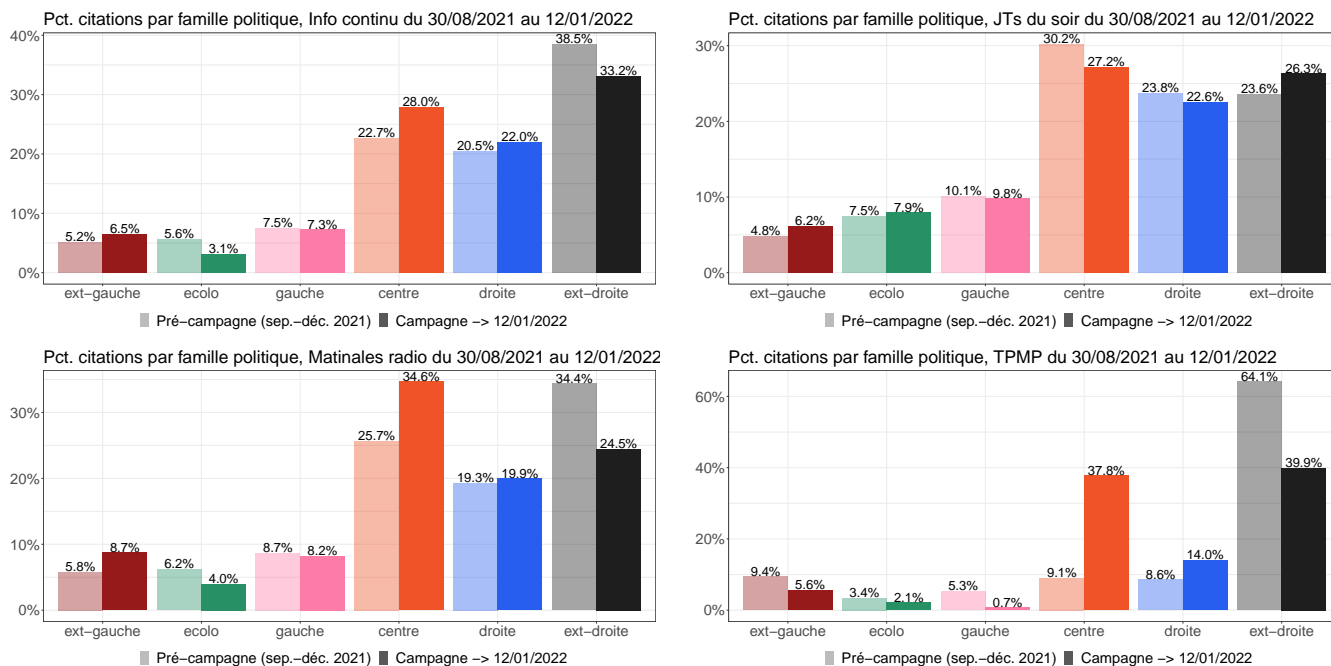 Pct. citations par famille politique, Info continu du 30/08/2021 au 12/01/2022
40%
30%
20%
10%
0%
5.2%
6.5%
5.6%
3.1%
7.5%
7.3%
22.7%
28.0%
20.5%
22.0%
38.5%
33.2%
ext−gauche
ecolo
gauche
centre
droite
ext−droite
Pré−campagne (sep.−déc. 2021)
Campagne −> 12/01/2022
Pct. citations par famille politique, JTs du soir du 30/08/2021 au 12/01/2022
30%
20%
10%
0%
4.8%
6.2%
7.5%
7.9%
10.1%
9.8%
30.2%
27.2%
23.8%
22.6%
23.6%
26.3%
ext−gauche
ecolo
gauche
centre
droite
ext−droite
Pré−campagne (sep.−déc. 2021)
Campagne −> 12/01/2022
Pct. citations par famille politique, Matinales radio du 30/08/2021 au 12/01/2022
30%
20%
10%
0%
5.8%
8.7%
6.2%
4.0%
8.7%
8.2%
25.7%
34.6%
19.3%
19.9%
34.4%
24.5%
ext−gauche
ecolo
gauche
centre
droite
ext−droite
Pré−campagne (sep.−déc. 2021)
Campagne −> 12/01/2022
Pct. citations par famille politique, TPMP du 30/08/2021 au 12/01/2022
60%
40%
20%
0%
9.4%
5.6%
3.4%
2.1%
5.3%
0.7%
9.1%
37.8%
8.6%
14.0%
64.1%
39.9%
ext−gauche
ecolo
gauche
centre
droite
ext−droite
Pré−campagne (sep.−déc. 2021)
Campagne −> 12/01/2022